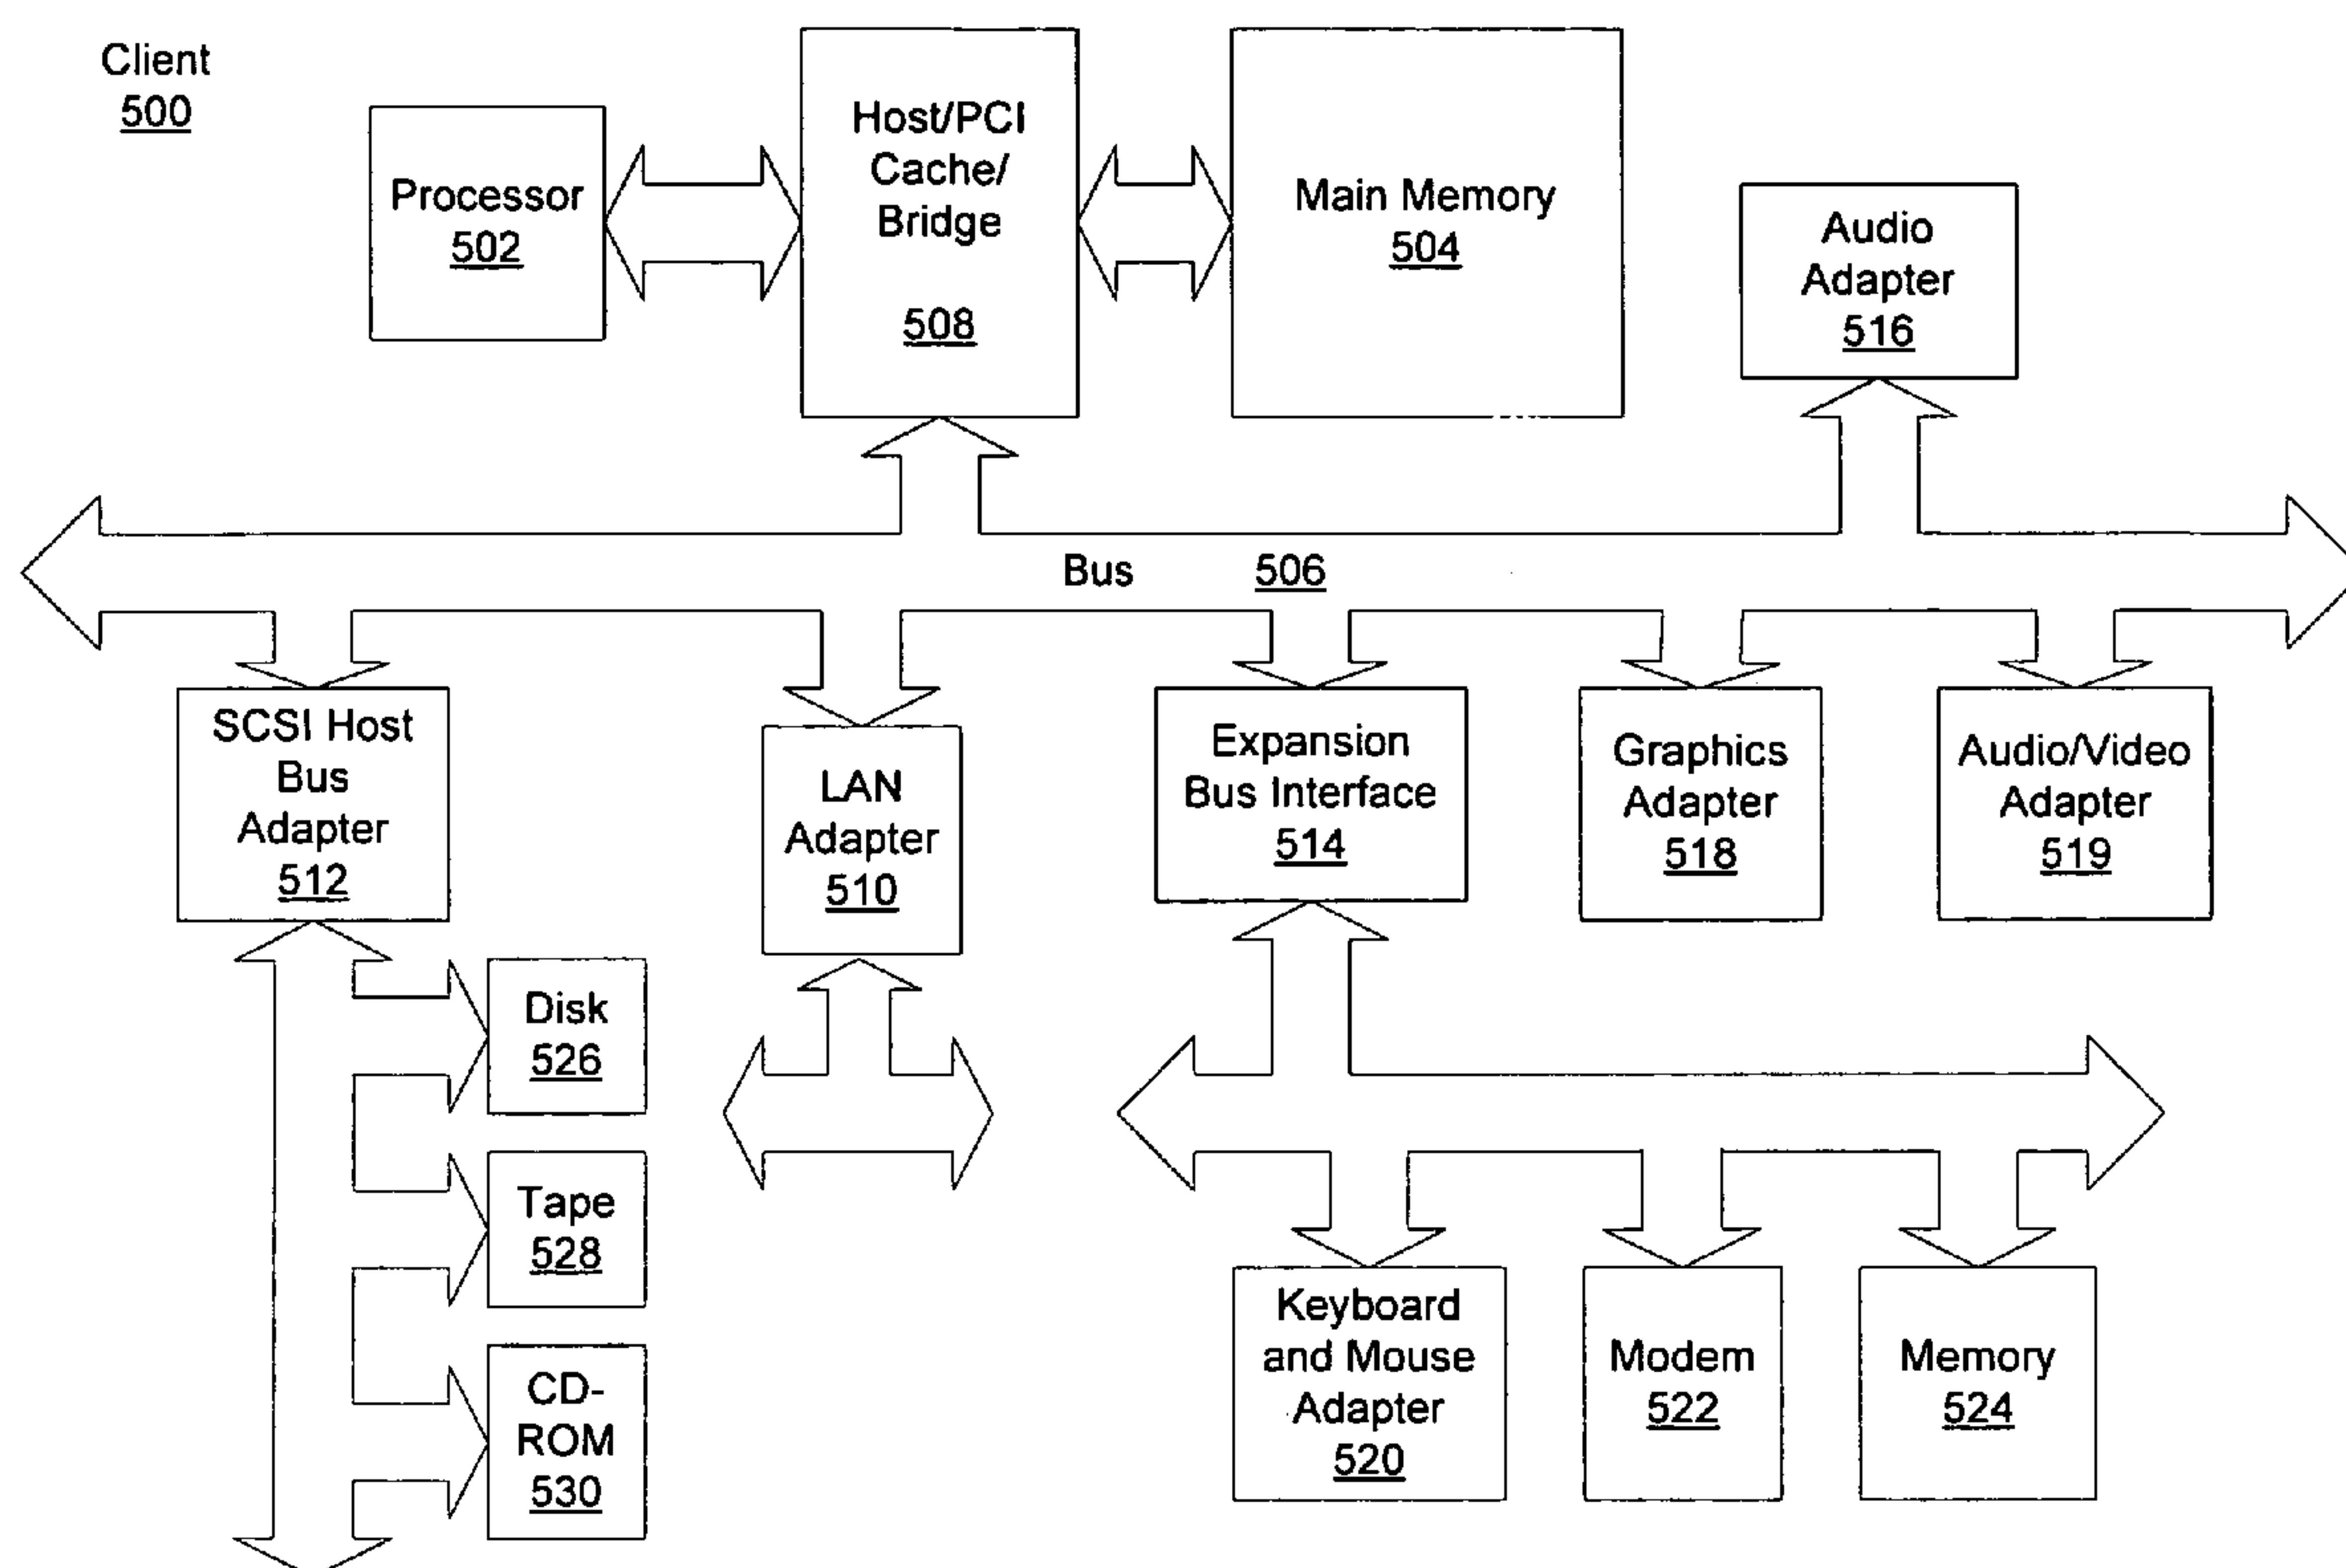 Client
500
Processor
502
Host/PCI
Cache/
Bridge
508
Main Memory
504
Audio
Adapter
516
Bus 506
SCSI Host
Bus
Adapter
512
LAN
Adapter
510
Expansion
Bus Interface
514
Graphics
Adapter
518
Audio/Video
Adapter
519
Disk
526
Tape
528
CD-
ROM
530
Keyboard
and Mouse
Adapter
520
Modem
522
Memory
524